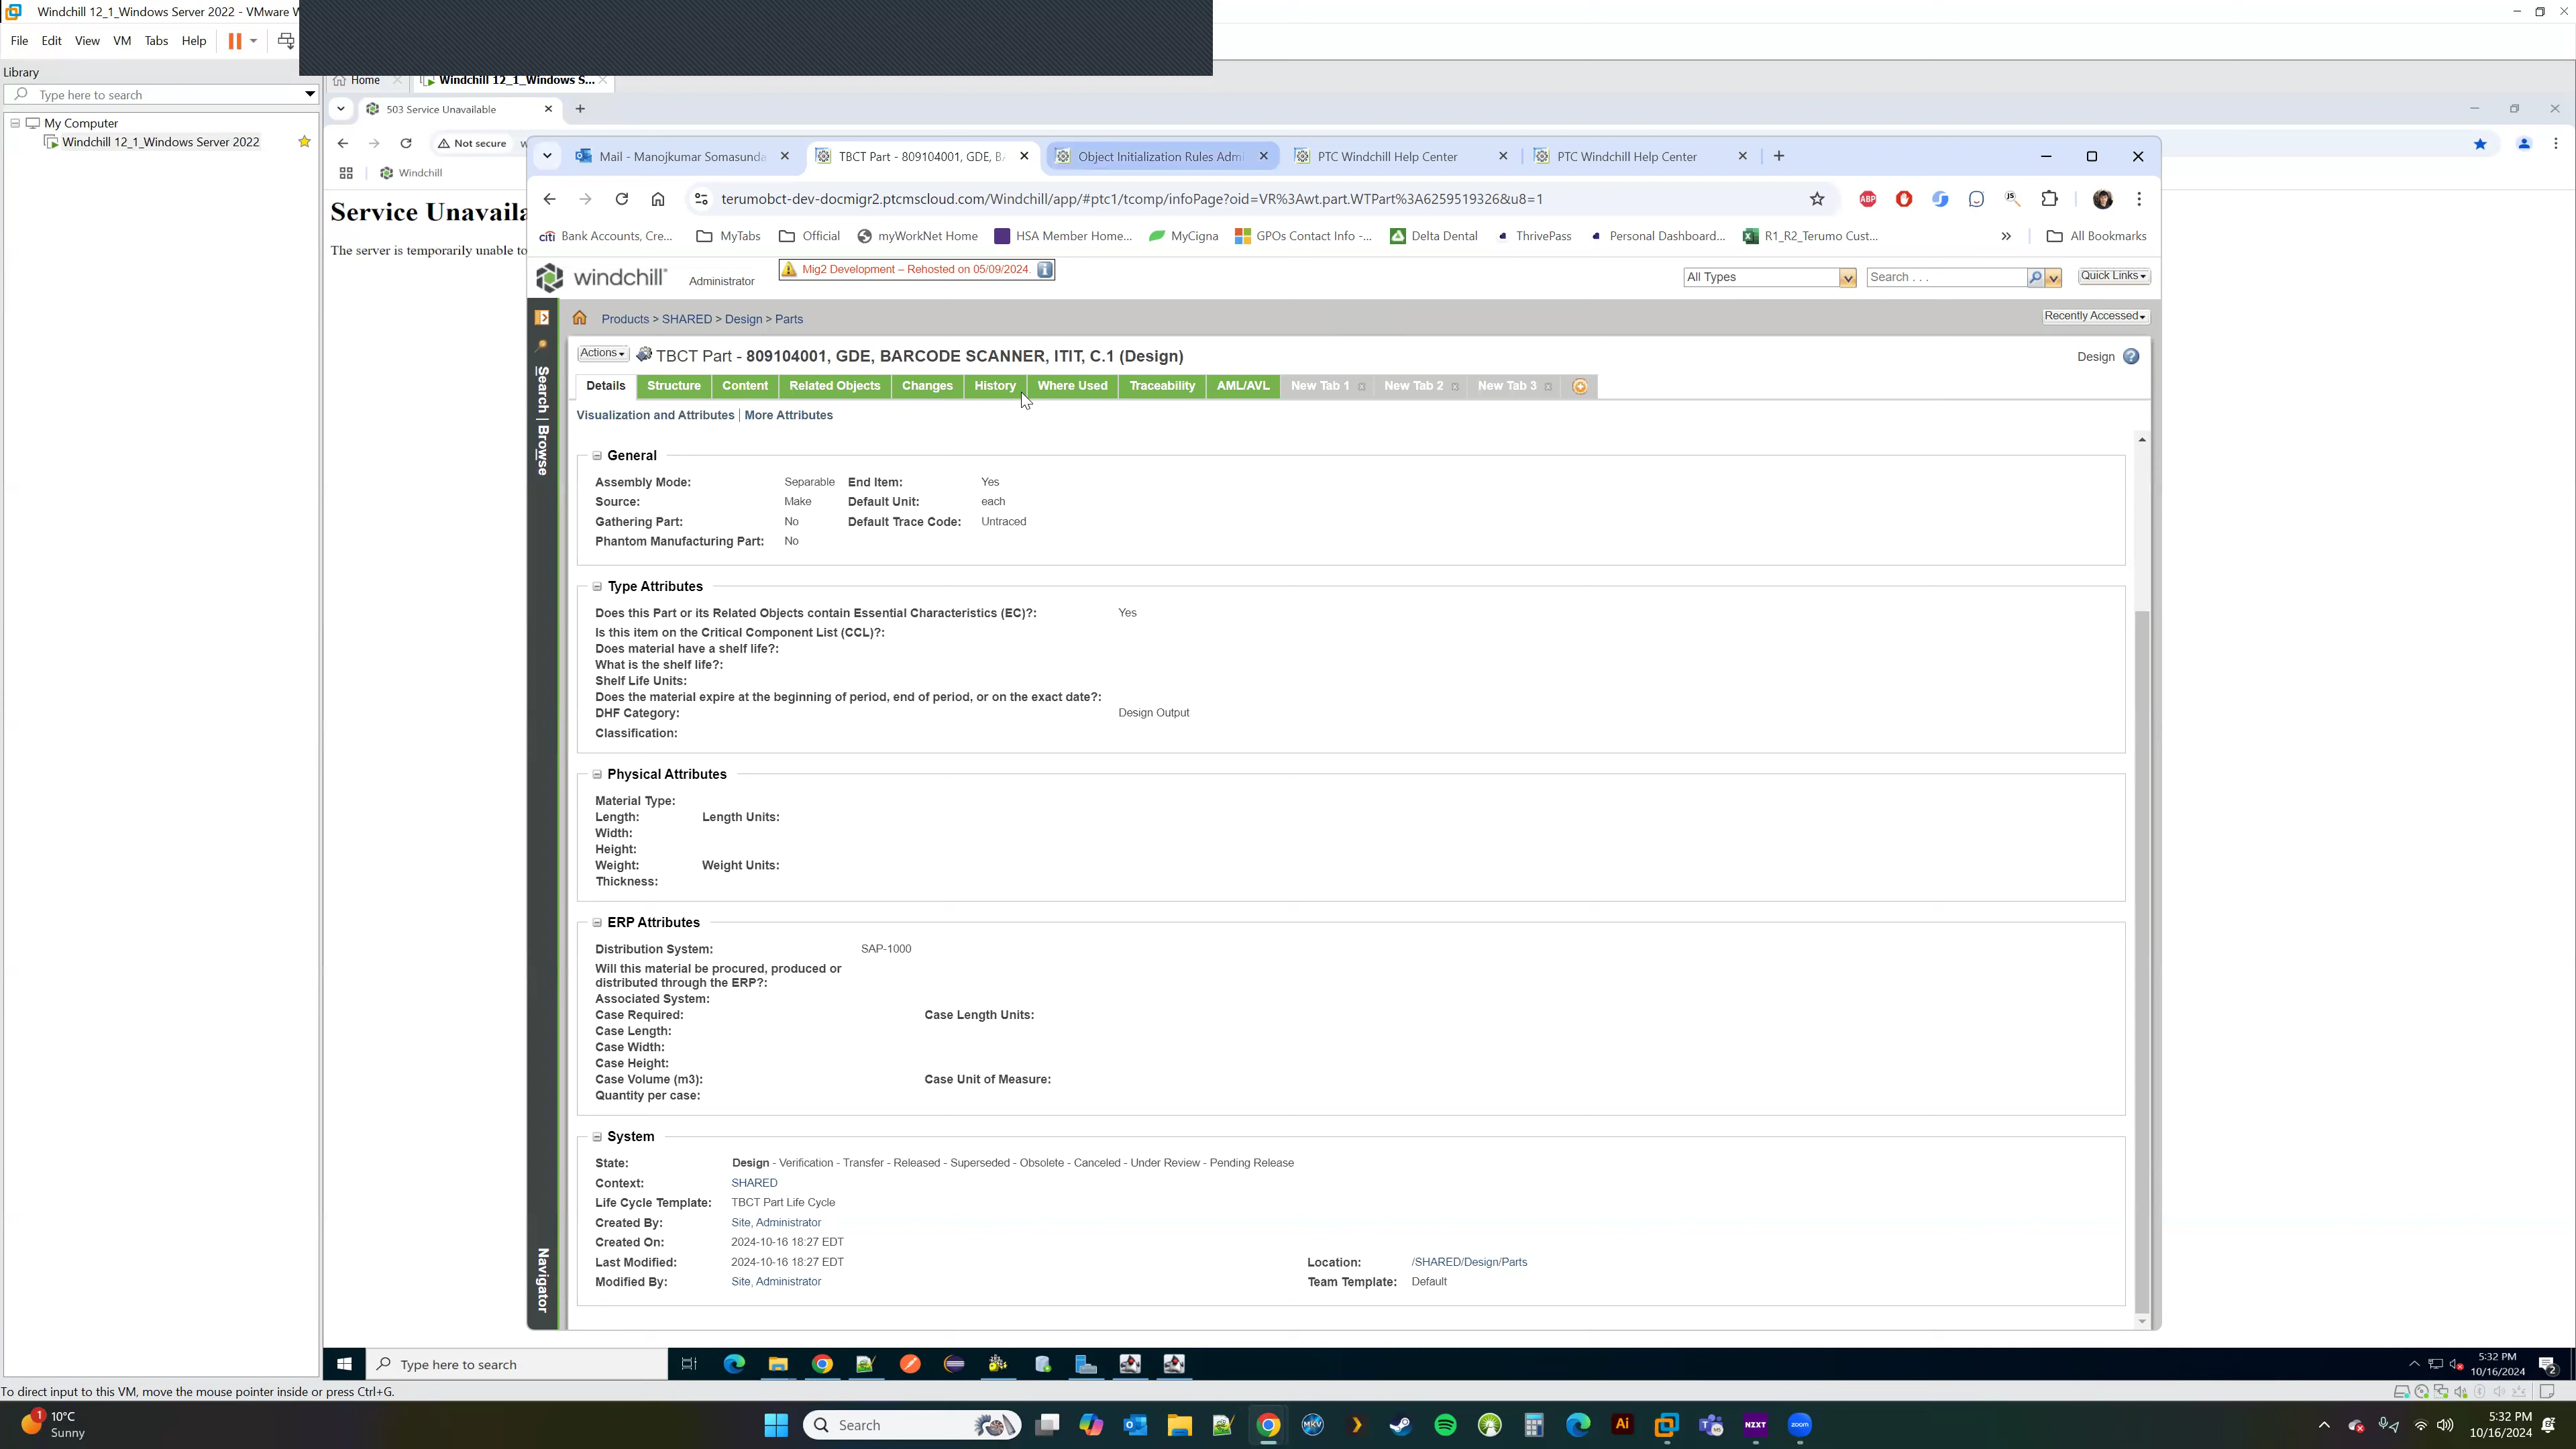 Windchill 12_1_Windows Server 2022 - VMware W
File Edit View VM Tabs Help
Library
Type here to search
My Computer
Windchill 12_1_Windows Server 2022
Home Windchill 12_1_Windows S...
503 Service Unavailable
Not secure
Windchill
Service Unavaila
The server is temporarily unable to
Mail - Manojkumar Somasunda
TBCT Part - 809104001, GDE, BA
Object Initialization Rules Admi
PTC Windchill Help Center
PTC Windchill Help Center
terumobct-dev-docmigr2.ptcmscloud.com/Windchill/app/#ptc1/tcomp/infoPage?oid=VR%3Awt.part.WTPart%3A6259519326&u8=1
ABP
JS
citi Bank Accounts, Cre... MyTabs Official myWorkNet Home HSA Member Home... MyCigna GPOs Contact Info -... Delta Dental ThrivePass Personal Dashboard... R1_R2_Terumo Cust... » All Bookmarks
windchill Administrator
Mig2 Development – Rehosted on 05/09/2024.
All Types Search . . . Quick Links
Products > SHARED > Design > Parts
Recently Accessed
Actions TBCT Part - 809104001, GDE, BARCODE SCANNER, ITIT, C.1 (Design) Design
Details Structure Content Related Objects Changes History Where Used Traceability AML/AVL New Tab 1 New Tab 2 New Tab 3
Visualization and Attributes | More Attributes
Search | Browse
Navigator
General
Assembly Mode: Separable End Item: Yes
Source: Make Default Unit: each
Gathering Part: No Default Trace Code: Untraced
Phantom Manufacturing Part: No
Type Attributes
Does this Part or its Related Objects contain Essential Characteristics (EC)?: Yes
Is this item on the Critical Component List (CCL)?:
Does material have a shelf life?:
What is the shelf life?:
Shelf Life Units:
Does the material expire at the beginning of period, end of period, or on the exact date?:
DHF Category: Design Output
Classification:
Physical Attributes
Material Type:
Length: Length Units:
Width:
Height:
Weight: Weight Units:
Thickness:
ERP Attributes
Distribution System: SAP-1000
Will this material be procured, produced or
distributed through the ERP?:
Associated System:
Case Required: Case Length Units:
Case Length:
Case Width:
Case Height:
Case Volume (m3): Case Unit of Measure:
Quantity per case:
System
State: Design - Verification - Transfer - Released - Superseded - Obsolete - Canceled - Under Review - Pending Release
Context: SHARED
Life Cycle Template: TBCT Part Life Cycle
Created By: Site, Administrator
Created On: 2024-10-16 18:27 EDT
Last Modified: 2024-10-16 18:27 EDT Location: /SHARED/Design/Parts
Modified By: Site, Administrator Team Template: Default
Type here to search
5:32 PM
10/16/2024
2
To direct input to this VM, move the mouse pointer inside or press Ctrl+G.
1
10°C
Sunny
Search
MKV
Ai
NZXT
zoom
5:32 PM
10/16/2024